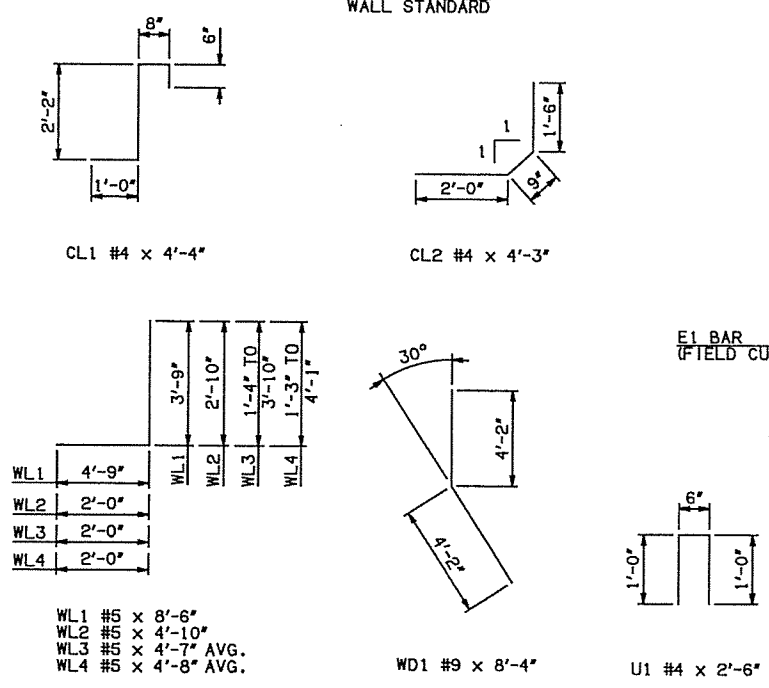 WALL STANDARD
8"
6"
2'-2"
1'-0"
CL1 #4 x 4'-4"
1
1
1'-6"
2'-0"
9"
CL2 #4 x 4'-3"
3'-9"
2'-10"
1'-4" TO
3'-10"
1'-3" TO
4'-1"
WL1
WL2
WL3
WL4
WL1 4'-9"
WL2 2'-0"
WL3 2'-0"
WL4 2'-0"
WL1 #5 x 8'-6"
WL2 #5 x 4'-10"
WL3 #5 x 4'-7" AVG.
WL4 #5 x 4'-8" AVG.
30°
4'-2"
4'-2"
WD1 #9 x 8'-4"
E1 BAR
(FIELD CU
6"
1'-0"
1'-0"
U1 #4 x 2'-6"